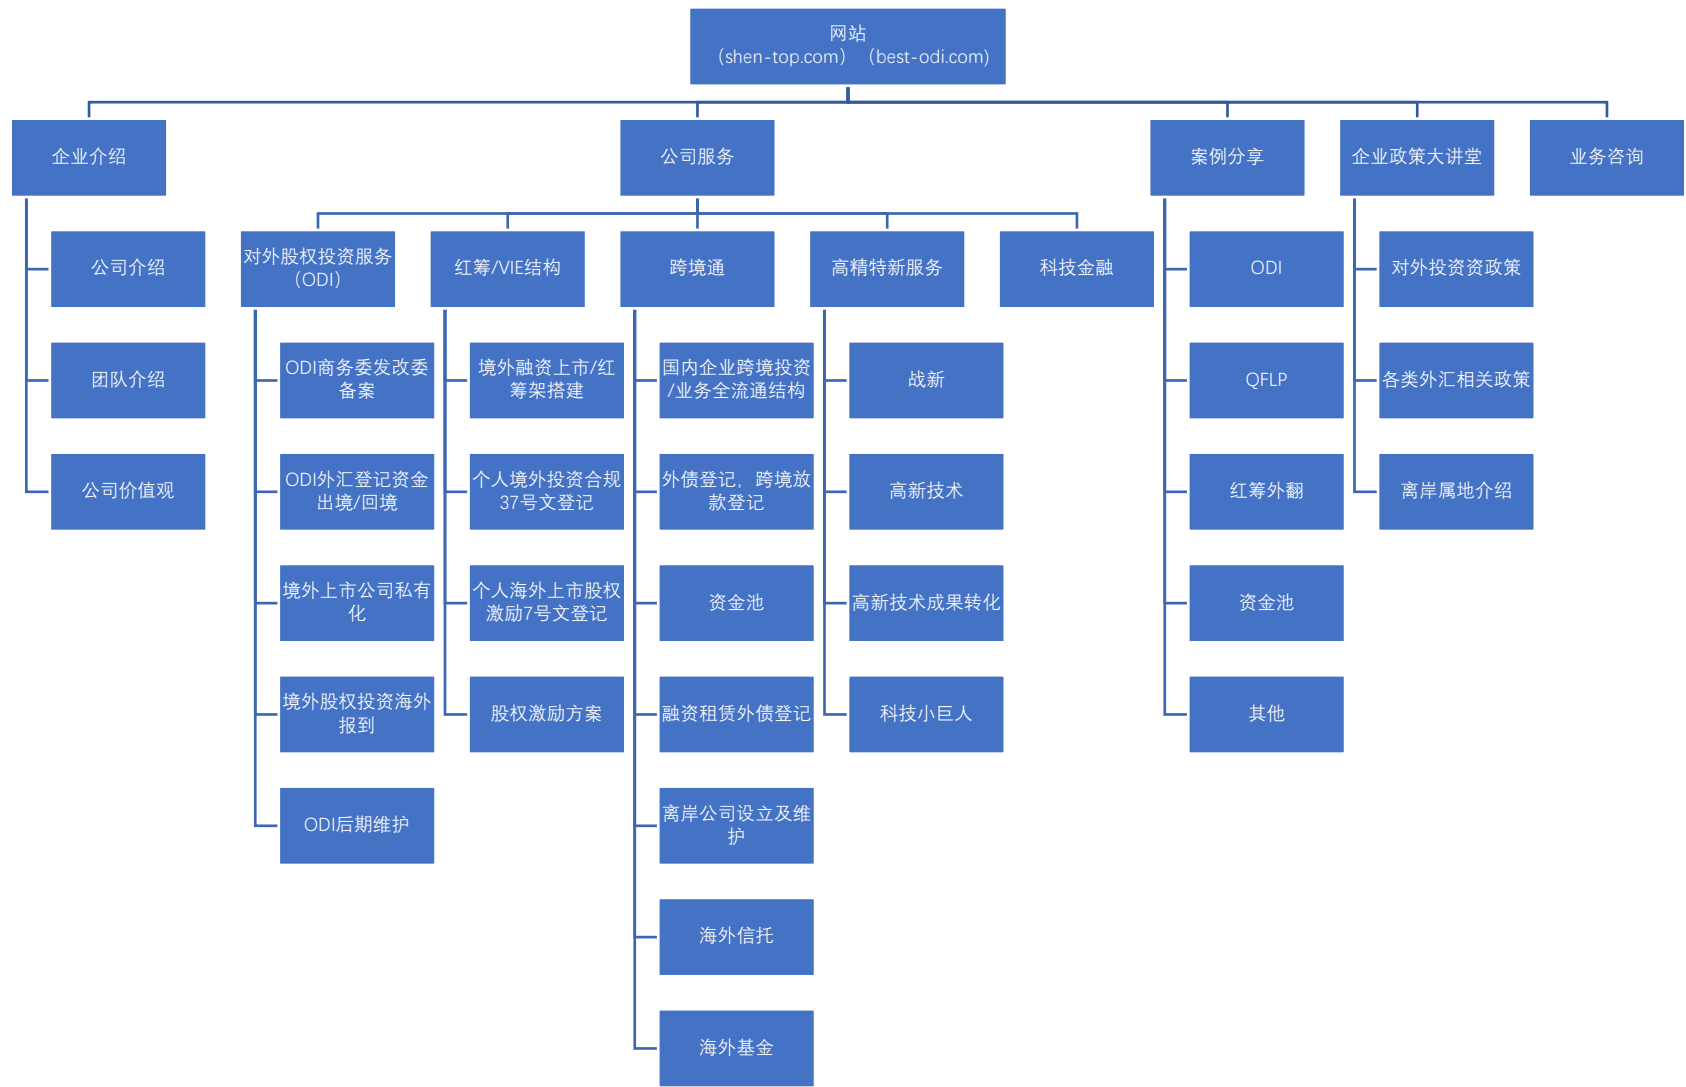 网站
（shen-top.com）（best-odi.com)
企业介绍
公司服务
案例分享
企业政策大讲堂
业务咨询
公司介绍
团队介绍
公司价值观
对外股权投资服务
（ODI）
ODI商务委发改委
备案
ODI外汇登记资金
出境/回境
境外上市公司私有
化
境外股权投资海外
报到
ODI后期维护
红筹/VIE结构
境外融资上市/红
筹架搭建
个人境外投资合规
37号文登记
个人海外上市股权
激励7号文登记
股权激励方案
跨境通
国内企业跨境投资
/业务全流通结构
外债登记，跨境放
款登记
资金池
融资租赁外债登记
离岸公司设立及维
护
海外信托
海外基金
高精特新服务
战新
高新技术
高新技术成果转化
科技小巨人
科技金融
ODI
QFLP
红筹外翻
资金池
其他
对外投资资政策
各类外汇相关政策
离岸属地介绍